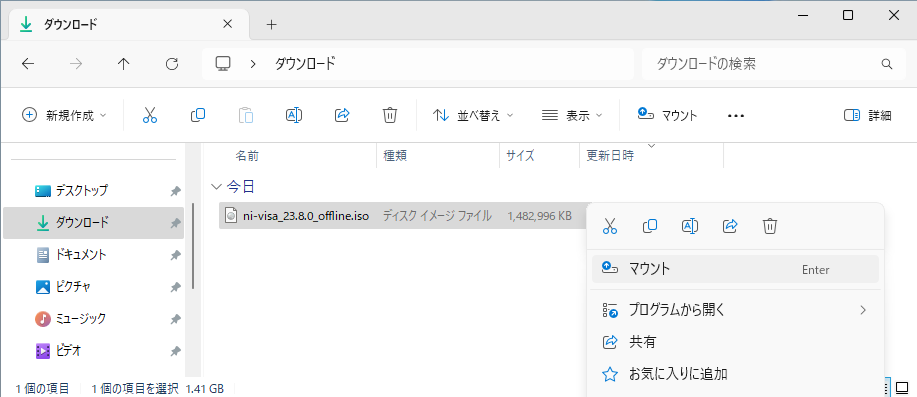 ダウンロード
ダウンロード
ダウンロードの検索
新規作成
並べ替え
表示
マウント
詳細
名前
種類
サイズ
更新日時
今日
ni-visa_23.8.0_offline.iso
ディスク イメージ ファイル
1,482,996 KB
デスクトップ
ダウンロード
ドキュメント
ピクチャ
ミュージック
ビデオ
マウント
Enter
プログラムから開く
共有
お気に入りに追加
1 個の項目
1 個の項目を選択 1.41 GB